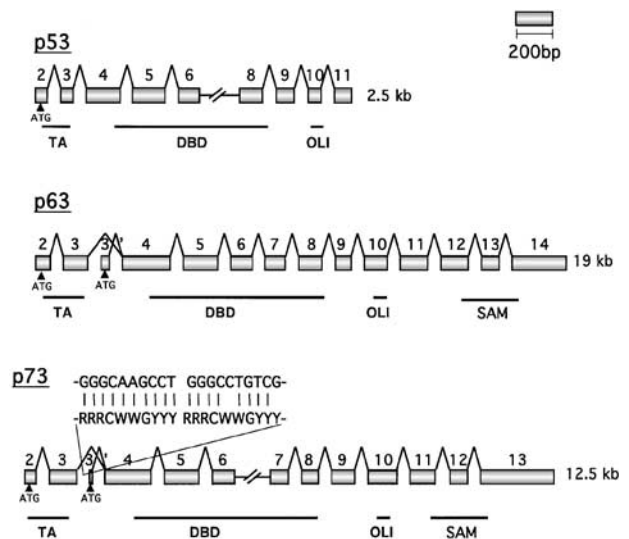 200bp
p53
2 3 4 5 6 8 9 10 11
2.5 kb
ATG
TA DBD OLI
p63
2 3 3' 4 5 6 7 8 9 10 11 12 13 14
19 kb
ATG ATG
TA DBD OLI SAM
p73
-GGGCAAGCCT GGGCCTGTCG-
-RRRCWWGYYY RRRCWWGYYY-
2 3 3' 4 5 6 7 8 9 10 11 12 13
12.5 kb
ATG ATG
TA DBD OLI SAM